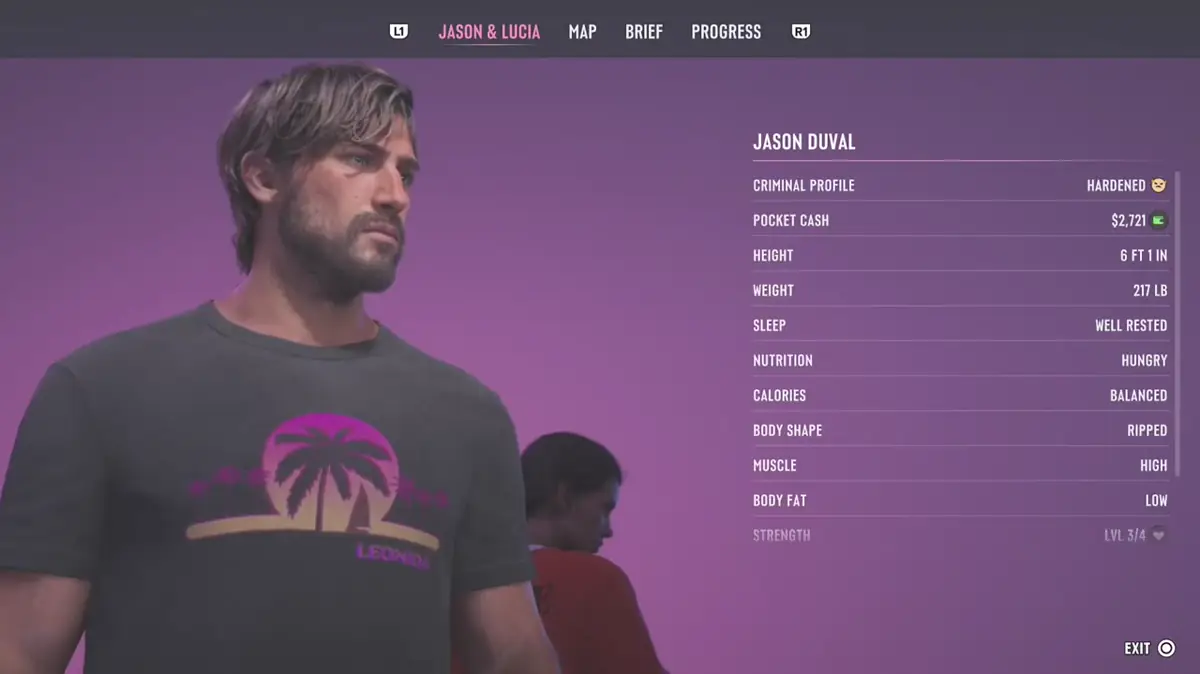 L1 JASON & LUCIA MAP BRIEF PROGRESS R1
JASON DUVAL
CRIMINAL PROFILE HARDENED
POCKET CASH $2,721
HEIGHT 6 FT 1 IN
WEIGHT 217 LB
SLEEP WELL RESTED
NUTRITION HUNGRY
CALORIES BALANCED
BODY SHAPE RIPPED
MUSCLE HIGH
BODY FAT LOW
STRENGTH LVL 3/4
LEONIDA
EXIT